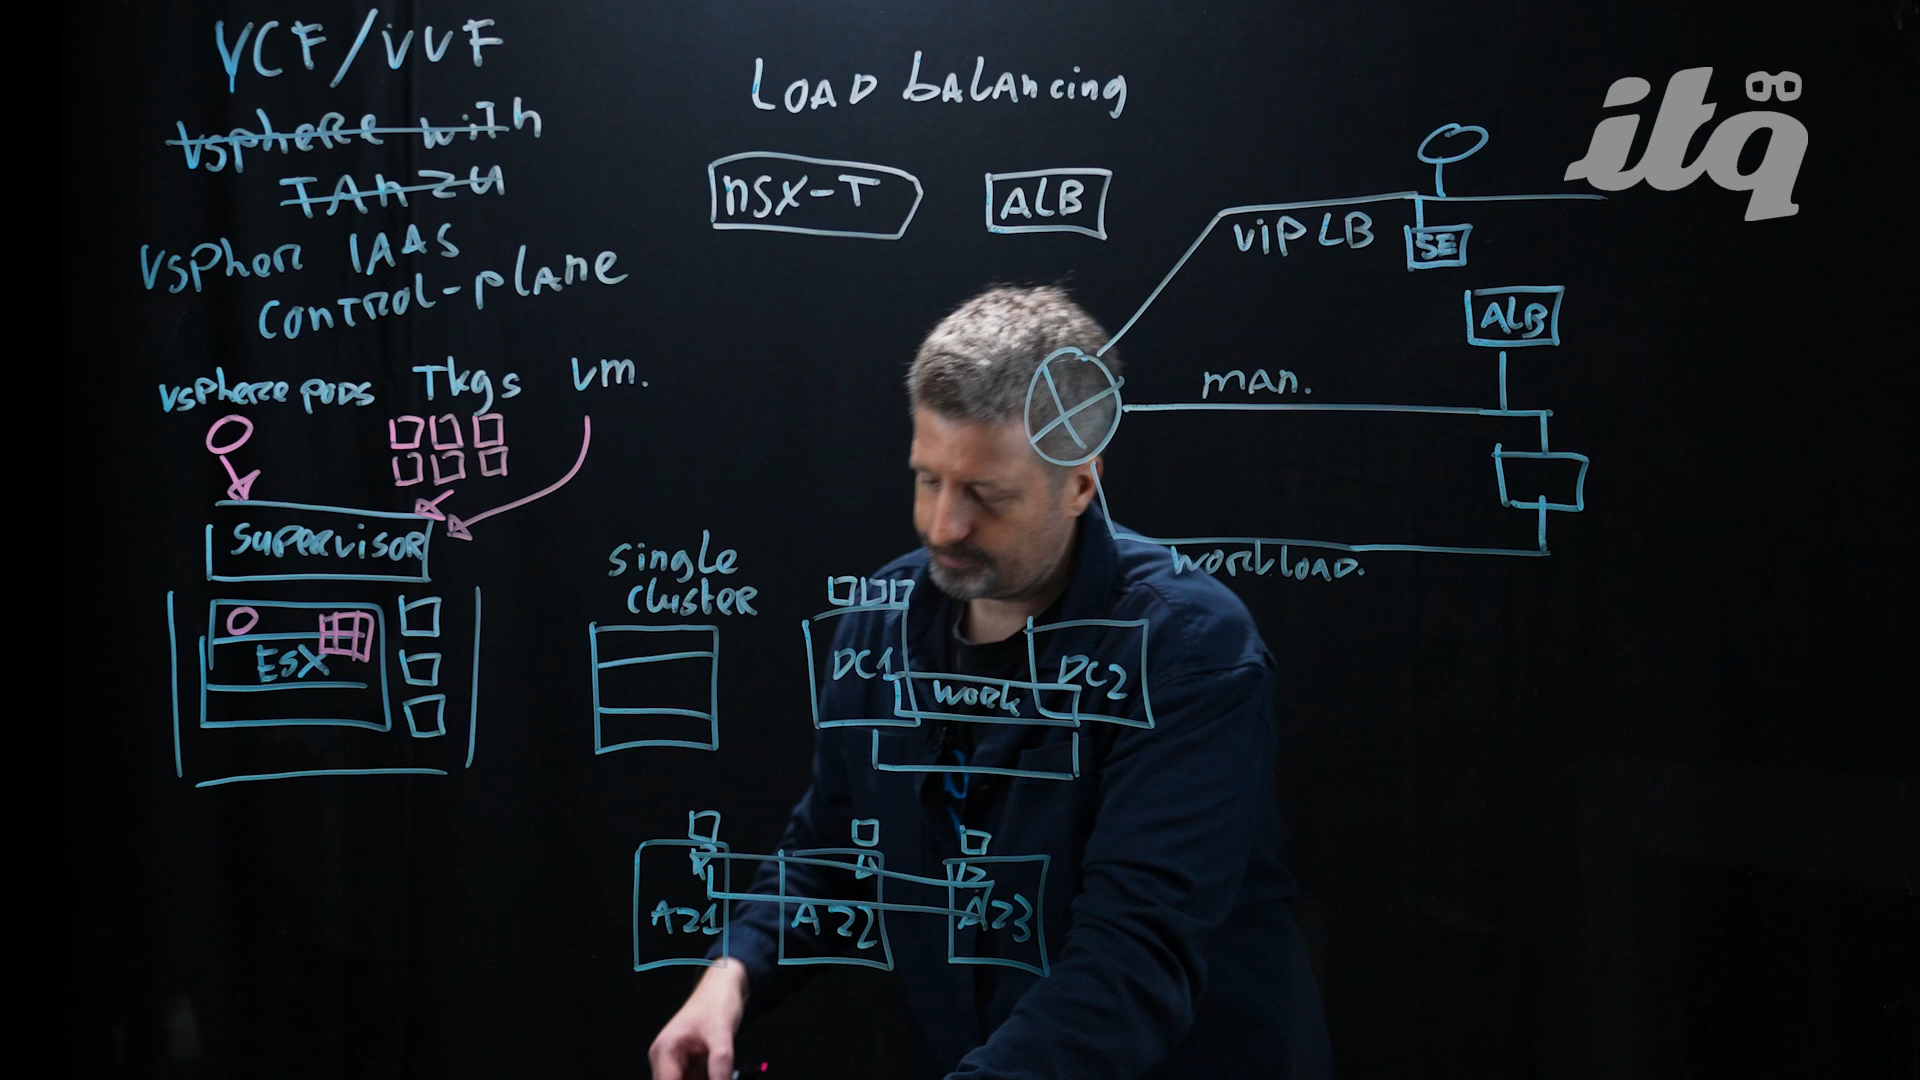 VCF/VVF
vsphere with
TAnzu
vspherE IAAS
control-plane
vsphere pods
Tkgs
vm.
supervisor
ESX
LOAD balancing
NSX-T
ALB
single
cluster
DC1
work
DC2
AZ1
AZ2
AZ3
VIP LB
SE
ALB
man.
workload.
itq